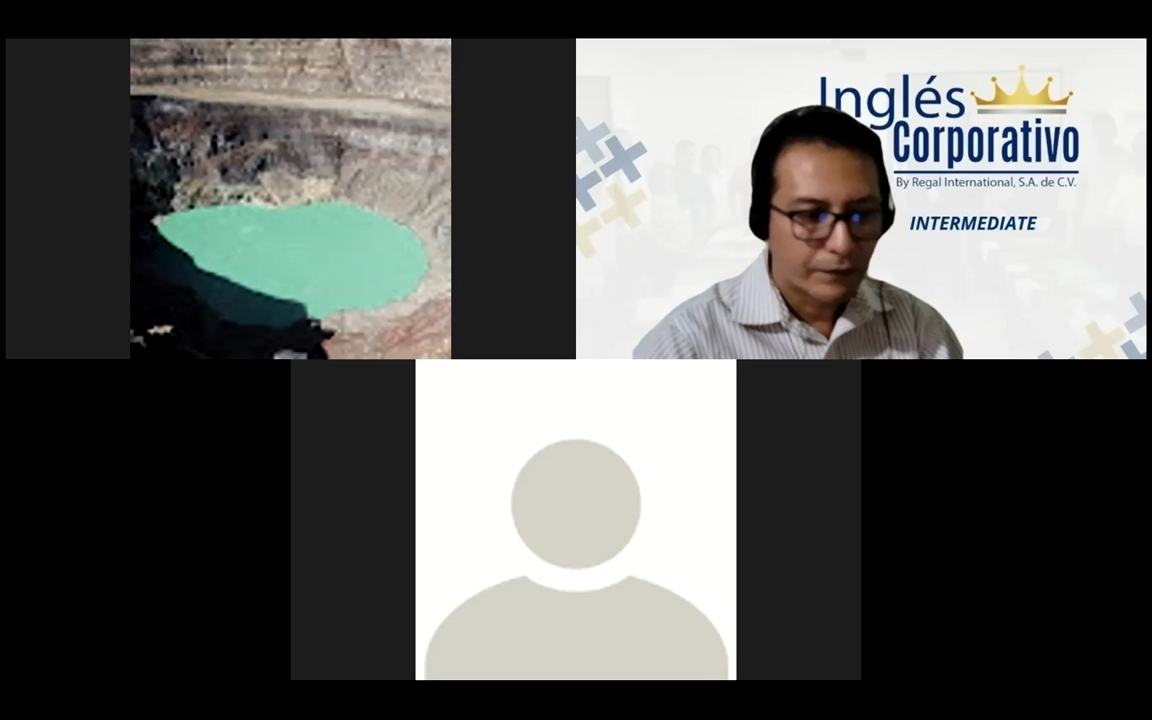 Inglés
Corporativo
By Regal International, S.A. de C.V.
INTERMEDIATE